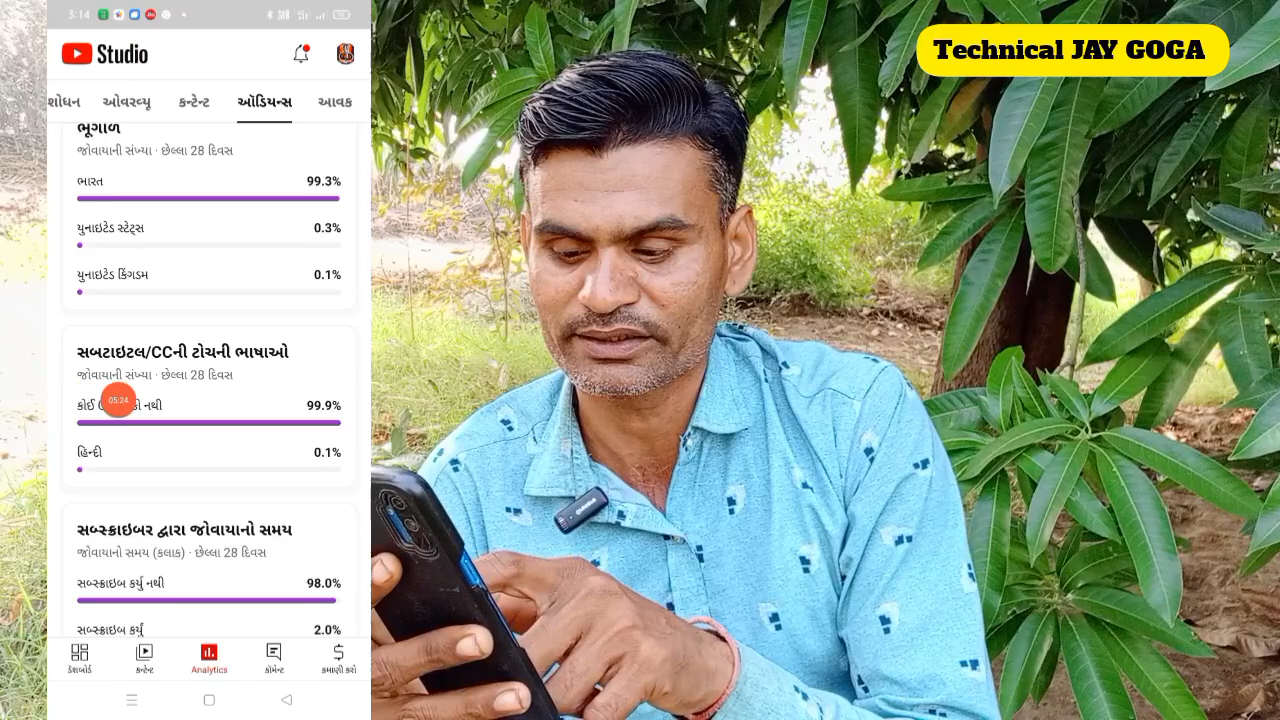 3:14
Studio
શોધન ઓવરવ્યૂ કન્ટેન્ટ ઑડિયન્સ આવક
ભૂગોળ
જોવાયાની સંખ્યા · છેલ્લા 28 દિવસ
ભારત 99.3%
યુનાઇટેડ સ્ટેટ્સ 0.3%
યુનાઇટેડ કિંગડમ 0.1%
સબટાઇટલ/CCની ટોચની ભાષાઓ
જોવાયાની સંખ્યા · છેલ્લા 28 દિવસ
કોઈ નથી 99.9%
05:24
હિન્દી 0.1%
સબ્સ્ક્રાઇબર દ્વારા જોવાયાનો સમય
જોવાયાનો સમય (કલાક) · છેલ્લા 28 દિવસ
સબ્સ્ક્રાઇબ કર્યું નથી 98.0%
સબ્સ્ક્રાઇબ કર્યું 2.0%
ડૅશબોર્ડ કન્ટેન્ટ Analytics કૉમેન્ટ કમાણી કરો
Technical JAY GOGA